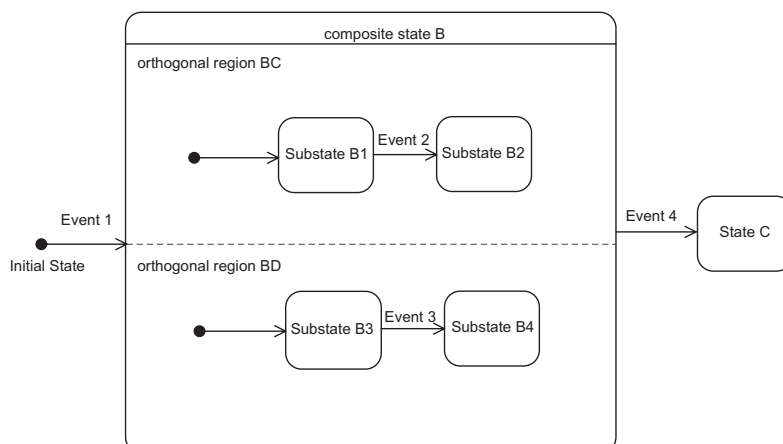 composite state B
orthogonal region BC
Substate B1
Event 2
Substate B2
Event 1
Initial State
Event 4
State C
orthogonal region BD
Substate B3
Event 3
Substate B4